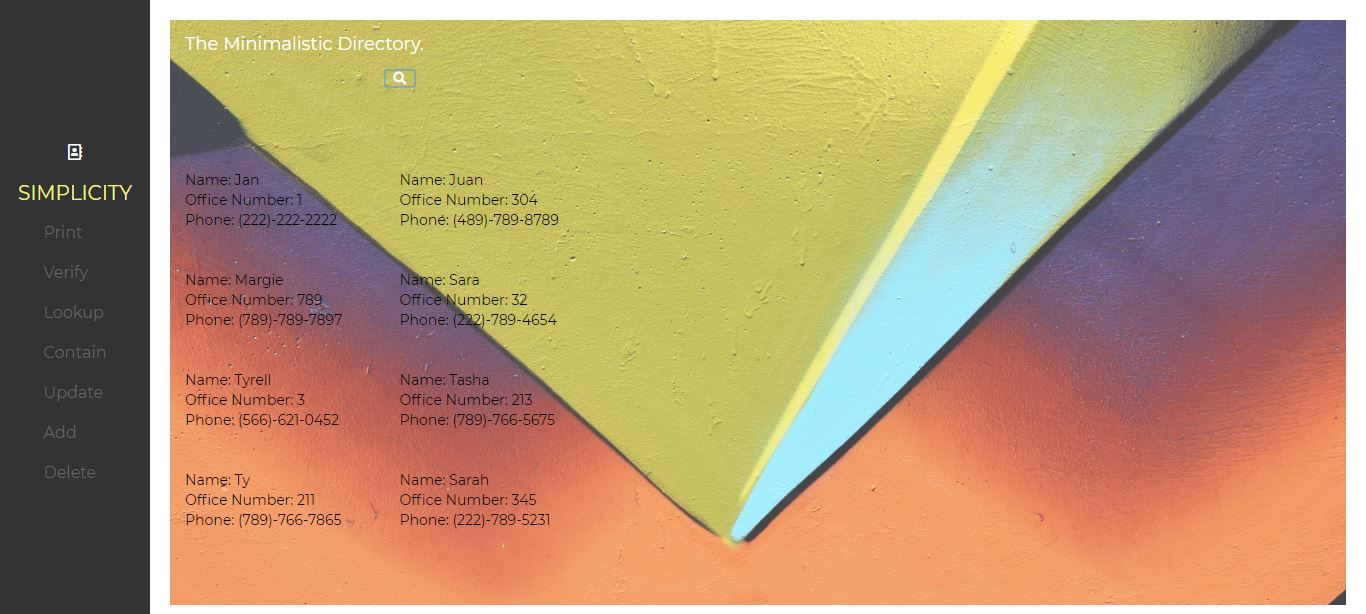 SIMPLICITY
Print
Verify
Lookup
Contain
Update
Add
Delete
The Minimalistic Directory.
Name: Jan
Office Number: 1
Phone: (222)-222-2222
Name: Juan
Office Number: 304
Phone: (489)-789-8789
Name: Margie
Office Number: 789
Phone: (789)-789-7897
Name: Sara
Office Number: 32
Phone: (222)-789-4654
Name: Tyrell
Office Number: 3
Phone: (566)-621-0452
Name: Tasha
Office Number: 213
Phone: (789)-766-5675
Name: Ty
Office Number: 211
Phone: (789)-766-7865
Name: Sarah
Office Number: 345
Phone: (222)-789-5231